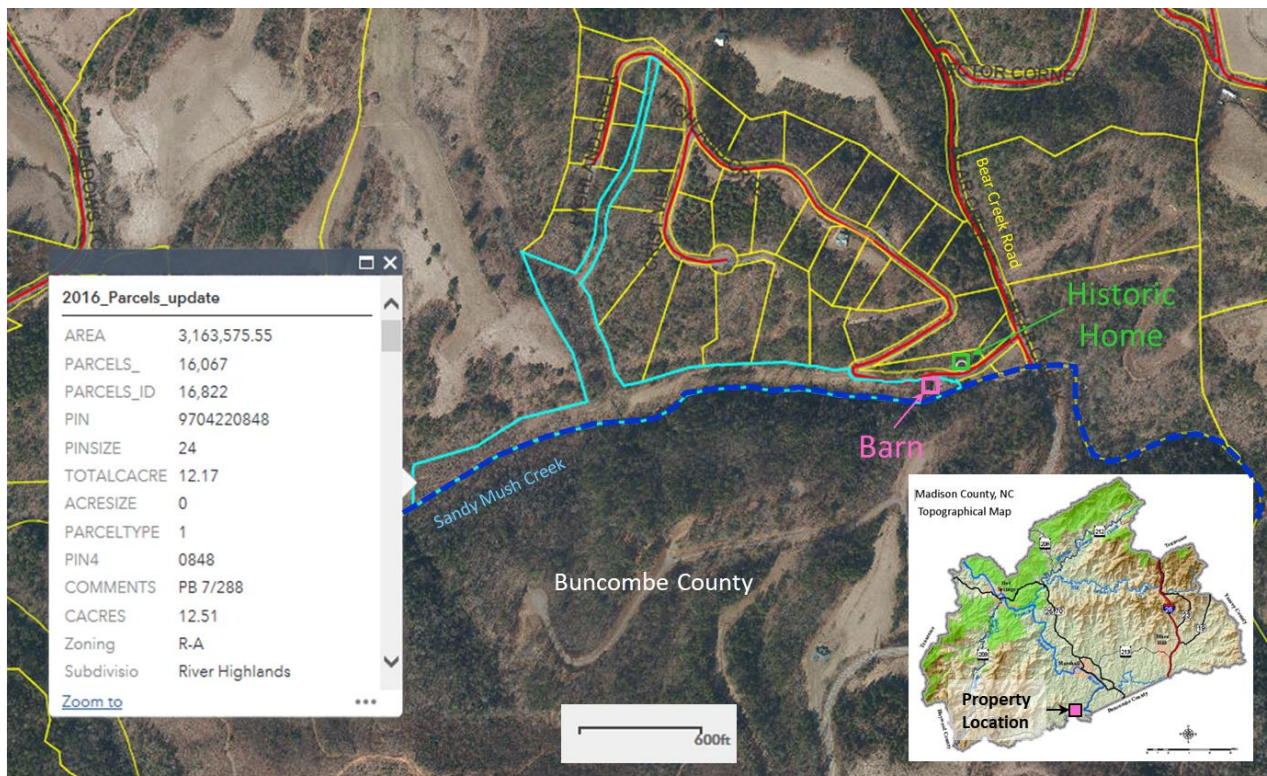 2016_Parcels_update
AREA 3,163,575.55
PARCELS_ 16,067
PARCELS_ID 16,822
PIN 9704220848
PINSIZE 24
TOTALCACRE 12.17
ACRESIZE 0
PARCELTYPE 1
PIN4 0848
COMMENTS PB 7/288
CACRES 12.51
Zoning R-A
Subdivisio River Highlands
Zoom to
Bear Creek Road
Historic
Home
Barn
Sandy Mush Creek
Buncombe County
600ft
Madison County, NC
Topographical Map
Buncombe County
Property
Location